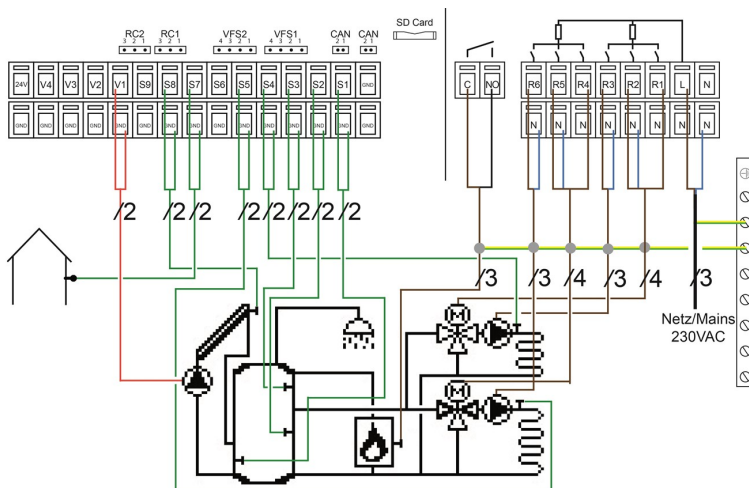 SD Card
RC2 RC1 VFS2 VFS1 CAN CAN
3 2 1 3 2 1 4 3 2 1 4 3 2 1 2 1 2 1
24V V4 V3 V2 V1 S9 S8 S7 S6 S5 S4 S3 S2 S1 GND C NO R6 R5 R4 R3 R2 R1 L N
GND GND GND GND GND GND GND GND GND GND GND GND GND GND GND N N N N N N N N
/2 /2 /2 /2 /2 /2 /2 /2
/3 /3 /4 /3 /4 /3
M
Netz/Mains
230VAC
M